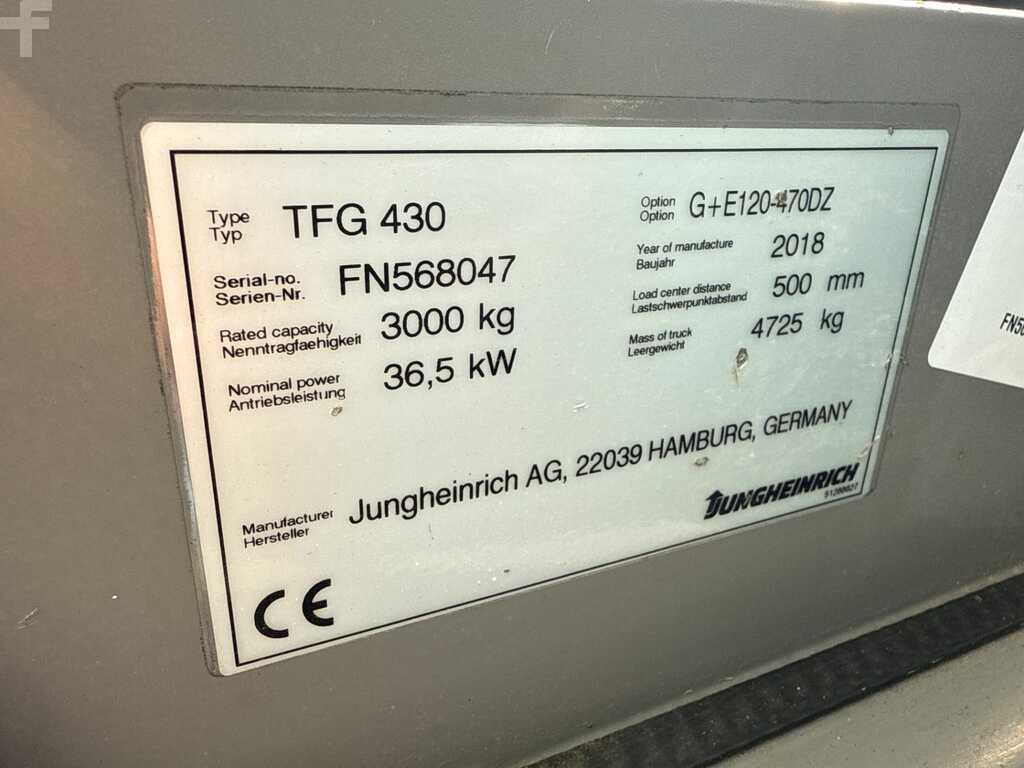 Type
Typ
TFG 430
Option
Option
G+E120-470DZ
Serial-no.
Serien-Nr.
FN568047
Year of manufacture
Baujahr
2018
Rated capacity
Nenntragfaehigkeit
3000 kg
Load center distance
Lastschwerpunktabstand
500 mm
Nominal power
Antriebsleistung
36,5 kW
Mass of truck
Leergewicht
4725 kg
Manufacturer
Hersteller
Jungheinrich AG, 22039 HAMBURG, GERMANY
JUNGHEINRICH
CE